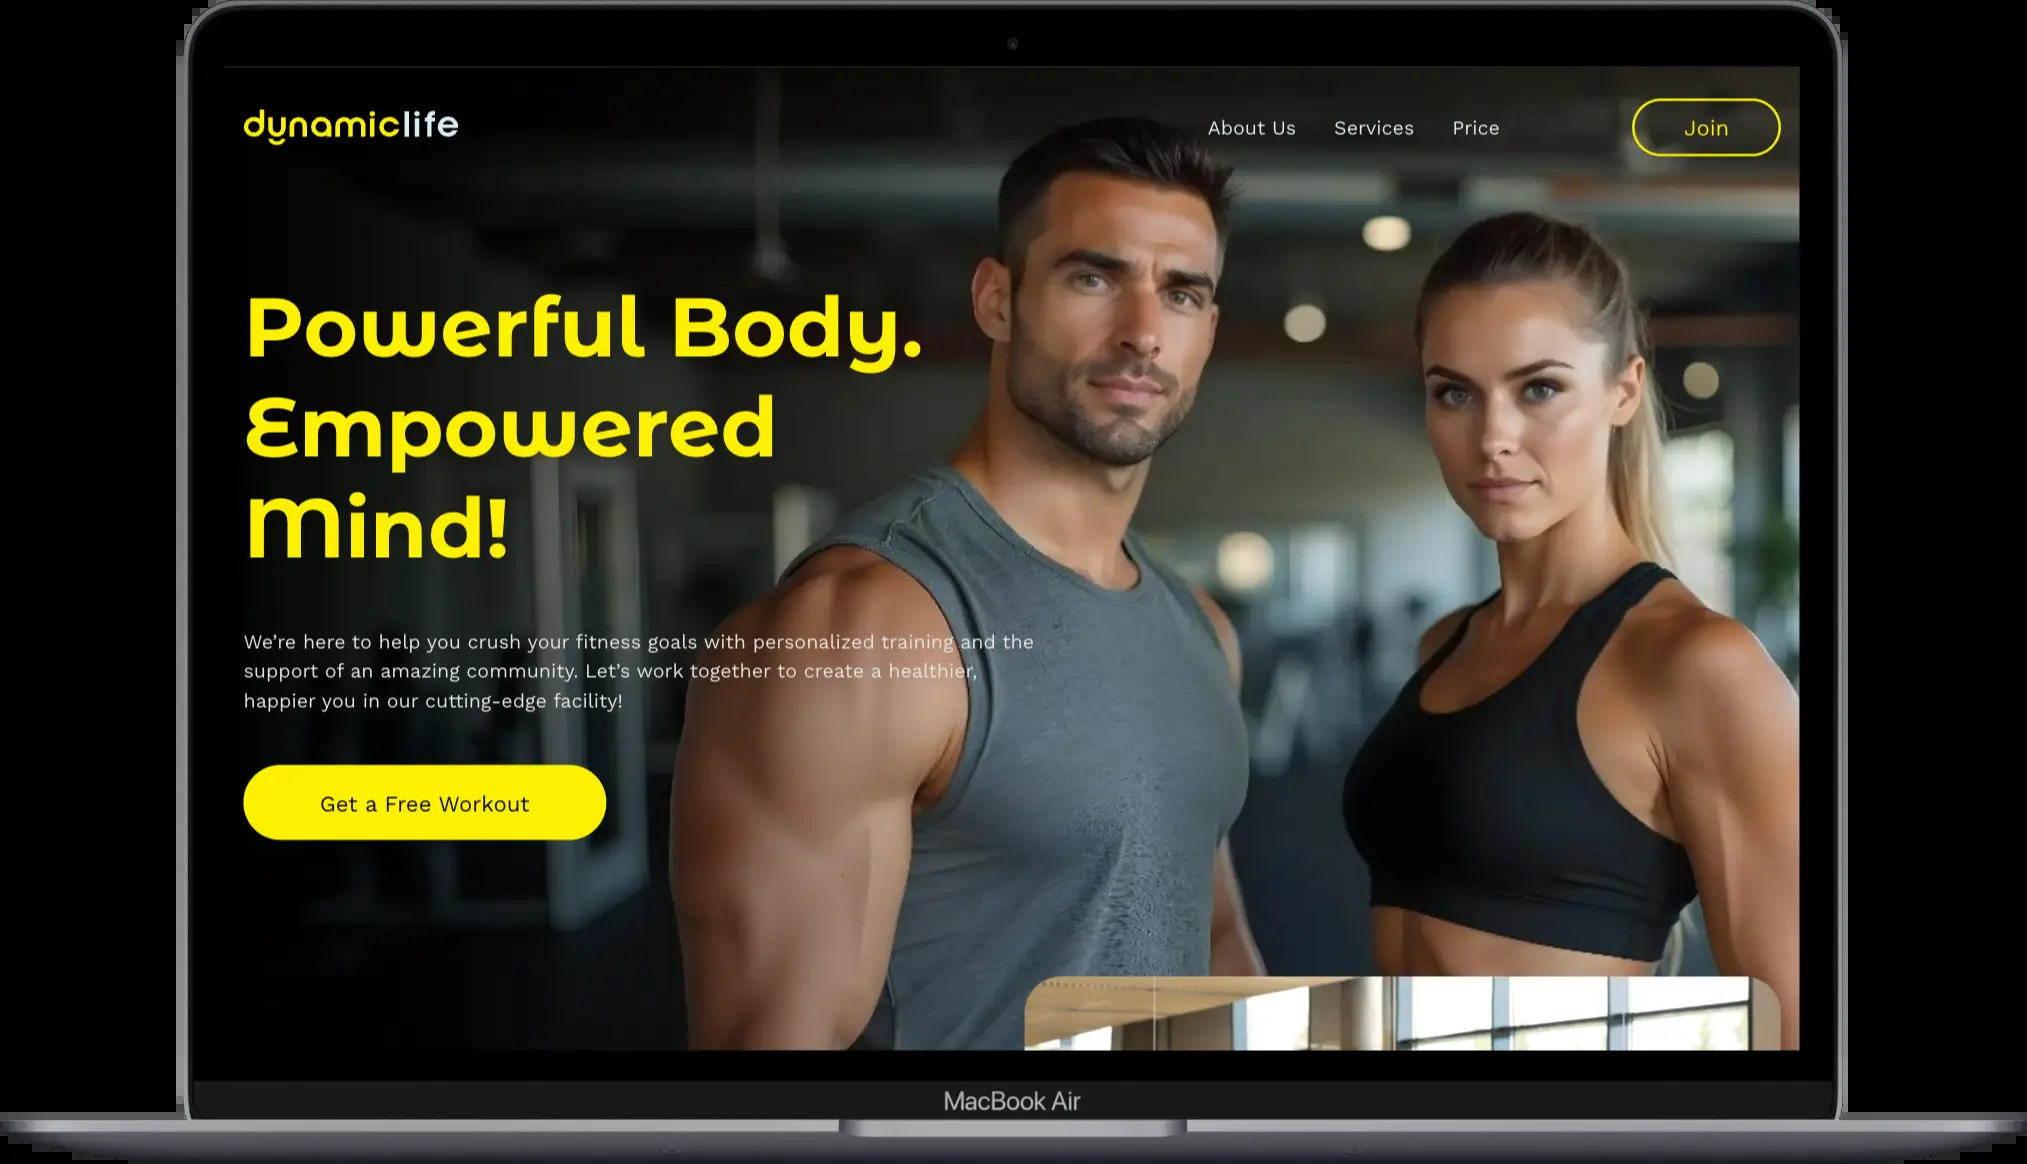 dynamiclife
About Us Services Price Join
Powerful Body.
Empowered
Mind!
We’re here to help you crush your fitness goals with personalized training and the
support of an amazing community. Let’s work together to create a healthier,
happier you in our cutting-edge facility!
Get a Free Workout
MacBook Air